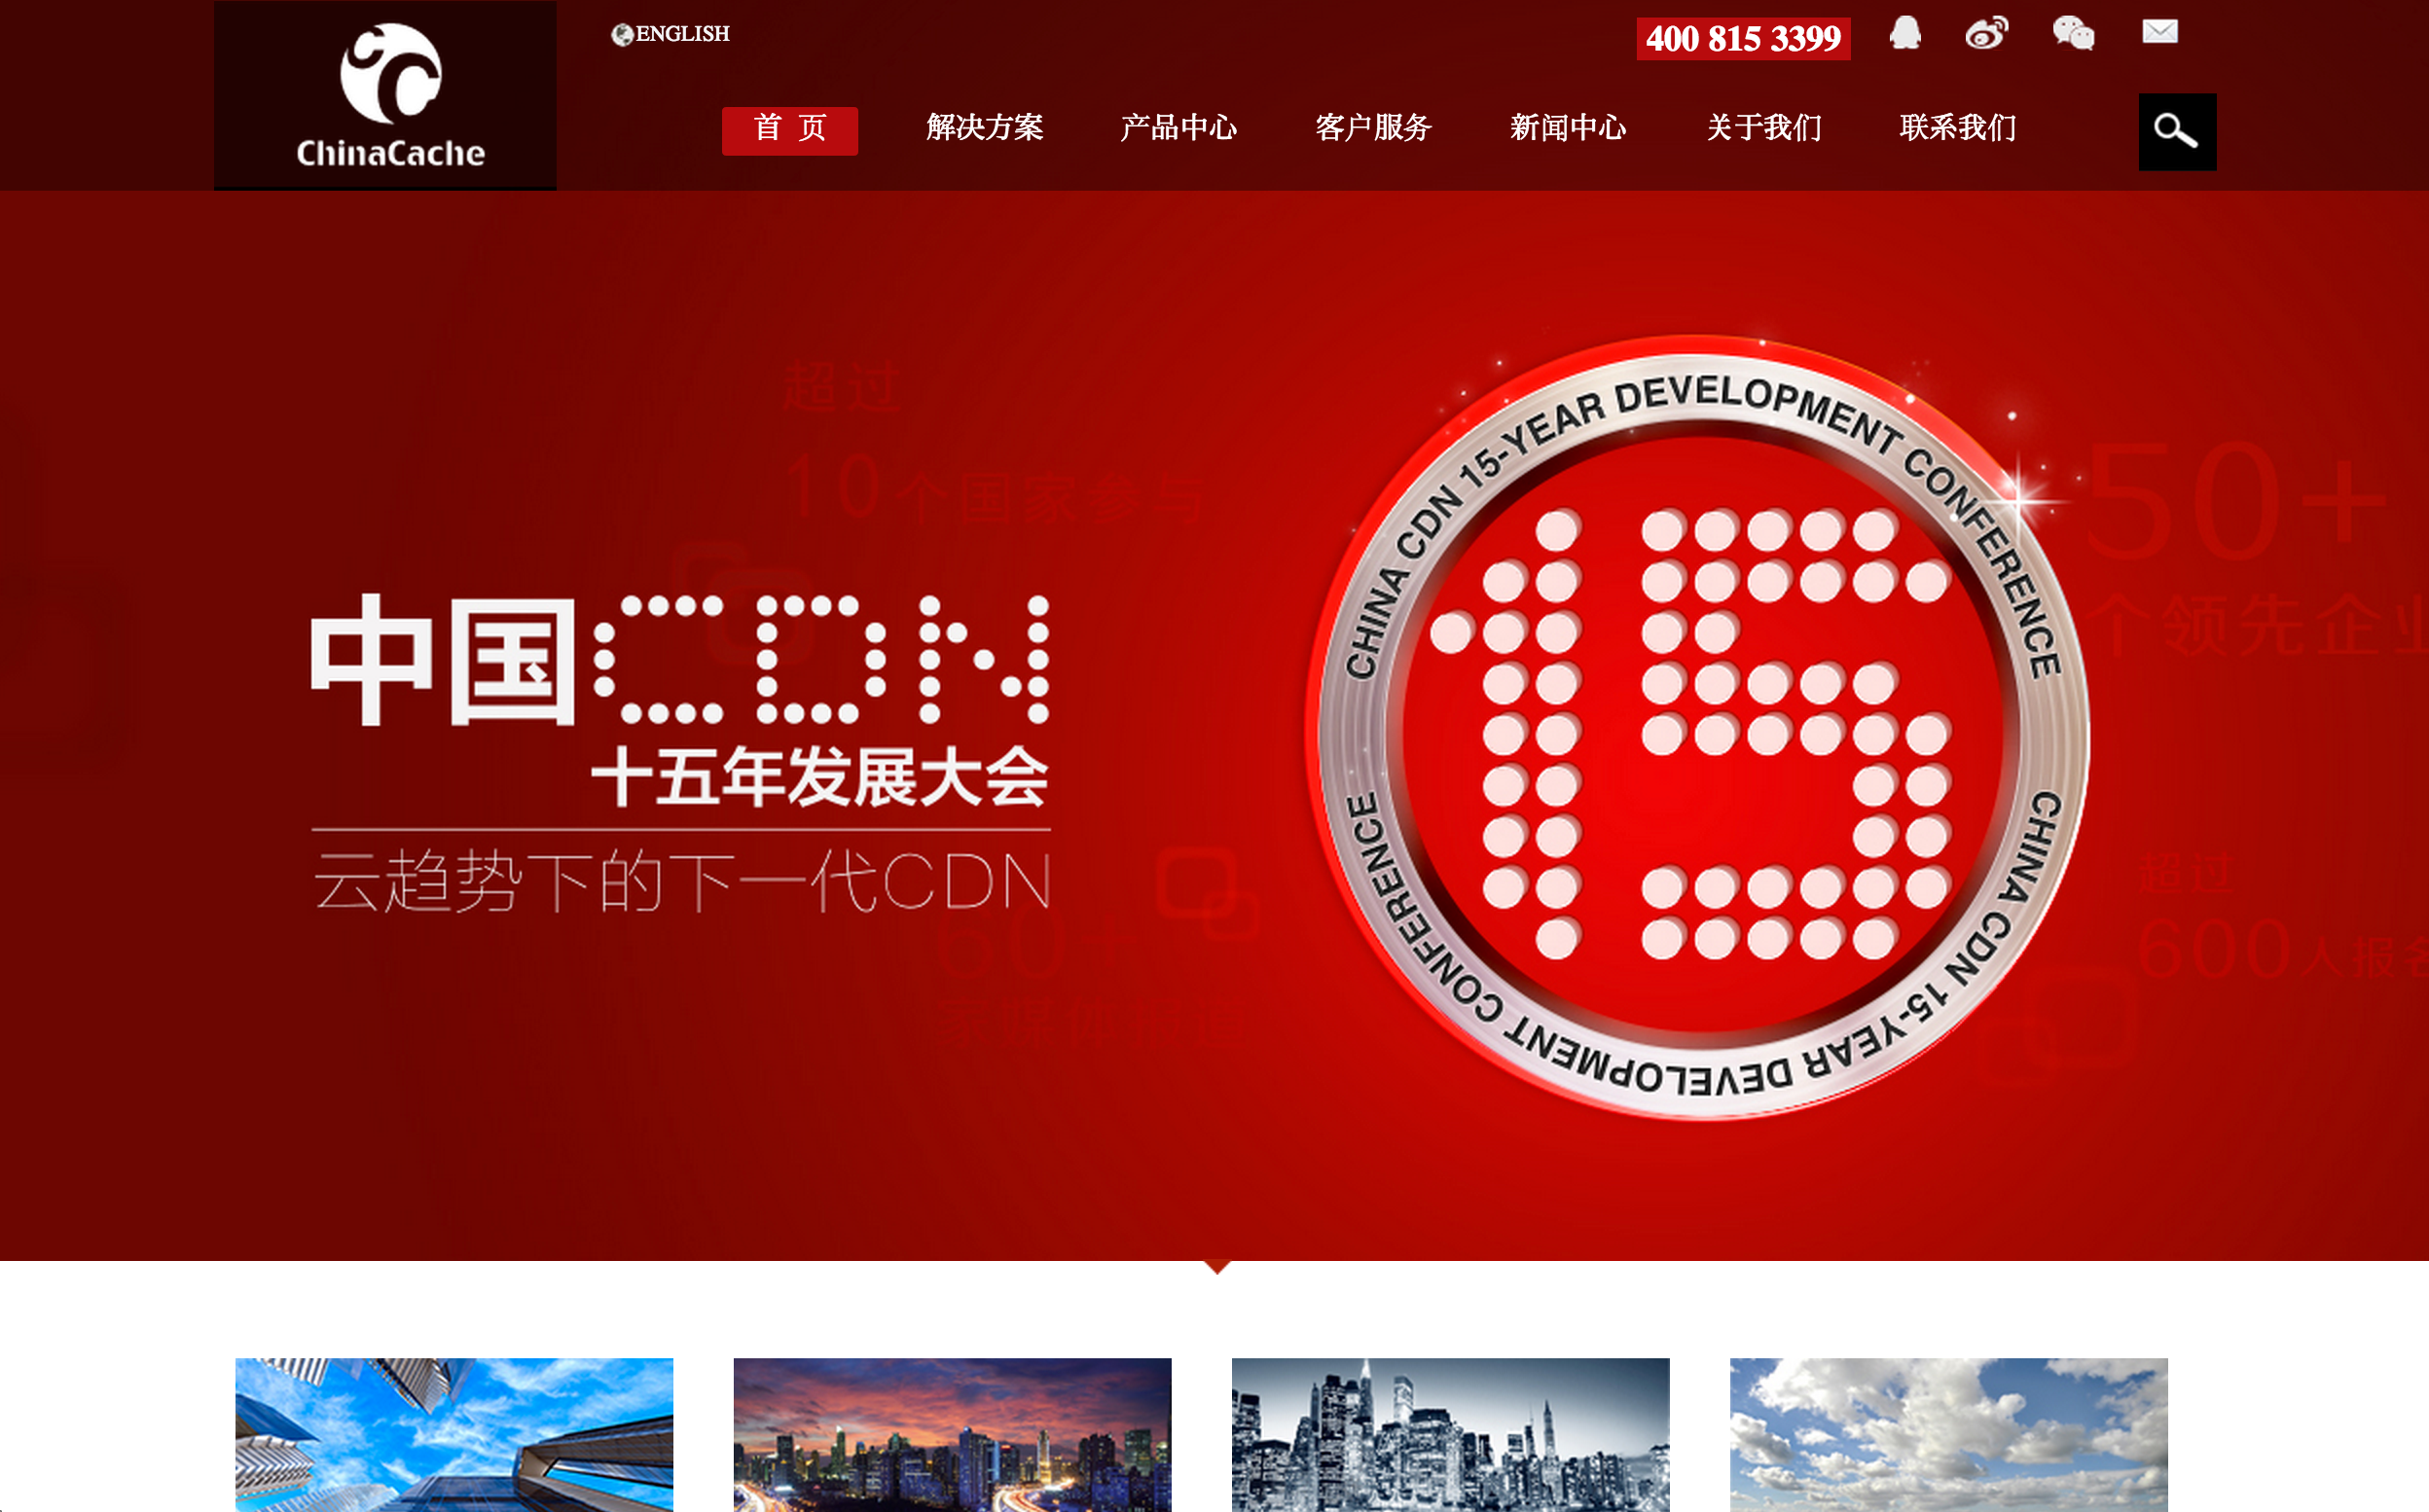 ENGLISH
400 815 3399
ChinaCache
首 页
解决方案
产品中心
客户服务
新闻中心
关于我们
联系我们
超过
10个国家参与
中国CDN
十五年发展大会
云趋势下的下一代CDN
60+
CHINA CDN 15-YEAR DEVELOPMENT CONFERENCE
15
CHINA CDN 15-YEAR DEVELOPMENT CONFERENCE
50+
个领先企业
超过
600人报名